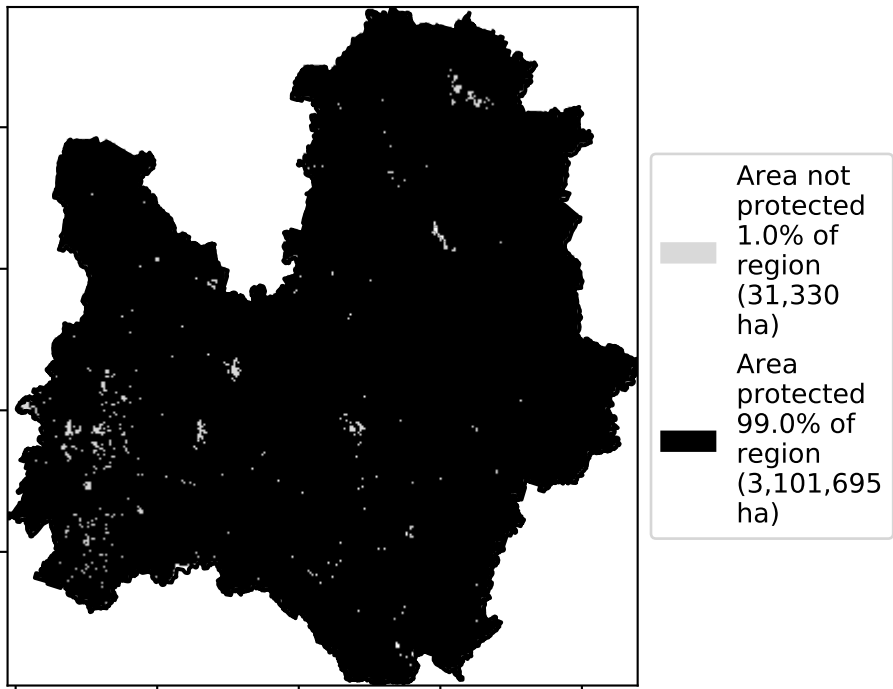 Area not
protected
1.0% of
region
(31,330
ha)
Area
protected
99.0% of
region
(3,101,695
ha)